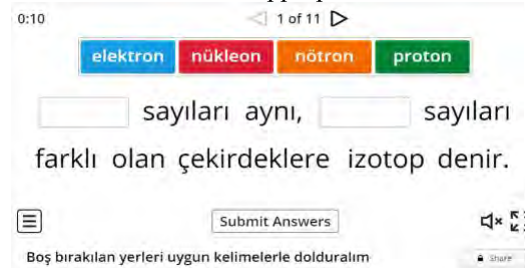 0:10
1 of 11
elektron nükleon nötron proton
sayıları aynı, sayıları
farklı olan çekirdeklere izotop denir.
Submit Answers
Boş bırakılan yerleri uygun kelimelerle dolduralım
Share